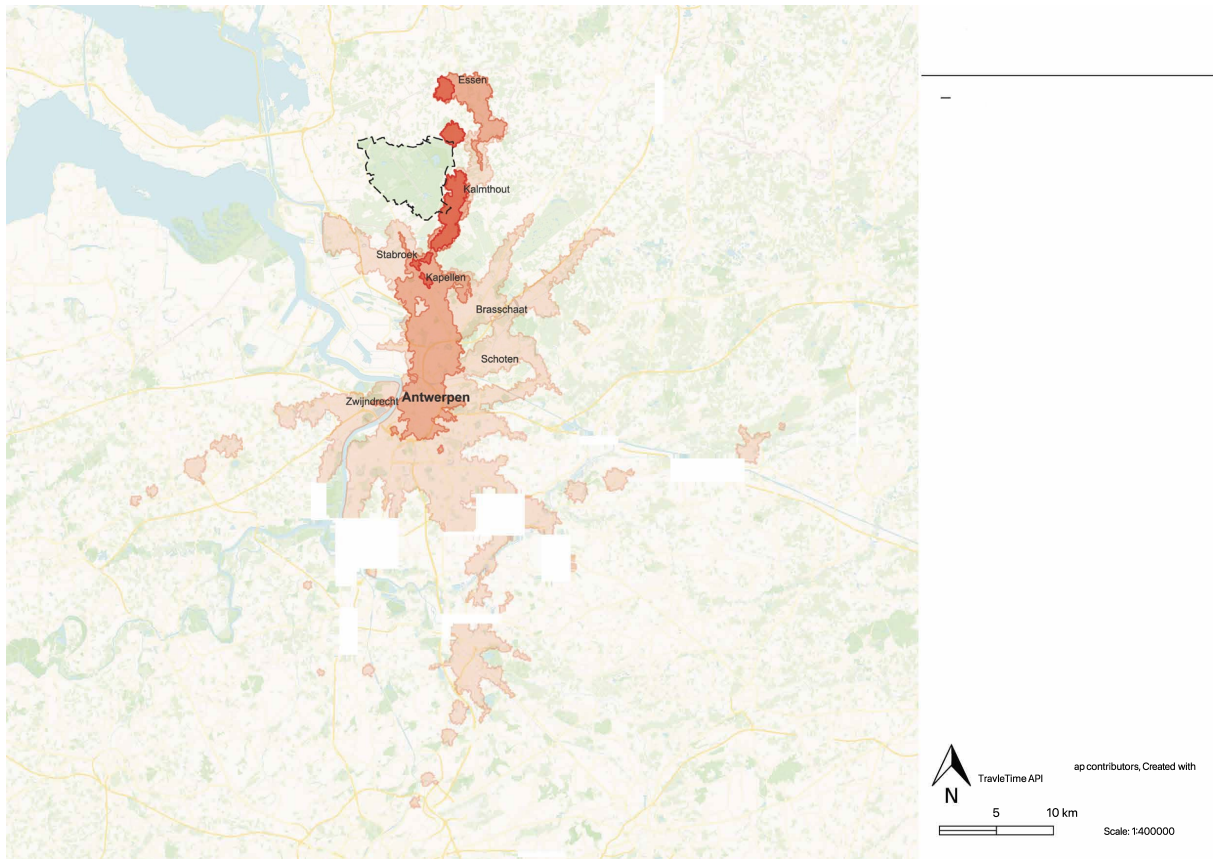 Essen
Kalmthout
Stabroek
Kapellen
Brasschaat
Schoten
Zwijndrecht
Antwerpen
–
ap contributors, Created with
TravleTime API
N
5 10 km
Scale: 1:400000